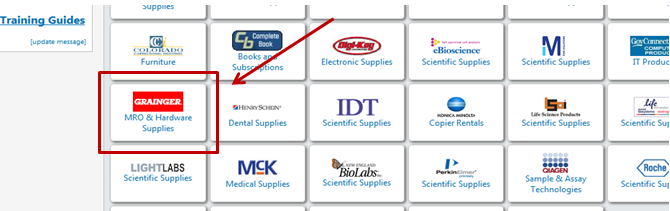 Training Guides
[update message]
Supplies
COLORADO
Furniture
Cb Complete Book
Books and
Subscriptions
Digi-Key
Electronic Supplies
eBioscience
Scientific Supplies
Scientific Supplies
GovConnect
COMPUT
PRODUC
IT Produc
GRAINGER
MRO & Hardware
Supplies
HENRY SCHEIN
Dental Supplies
IDT
Scientific Supplies
KONICA MINOLTA
Copier Rentals
Life Science Products
Scientific Supplies
life
Scientific Su
LIGHTLABS
Scientific Supplies
McK
Medical Supplies
NEW ENGLAND
BioLabs
Scientific Supplies
PerkinElmer
Scientific Supplies
QIAGEN
Sample & Assay
Technologies
Roche
Scientific Su